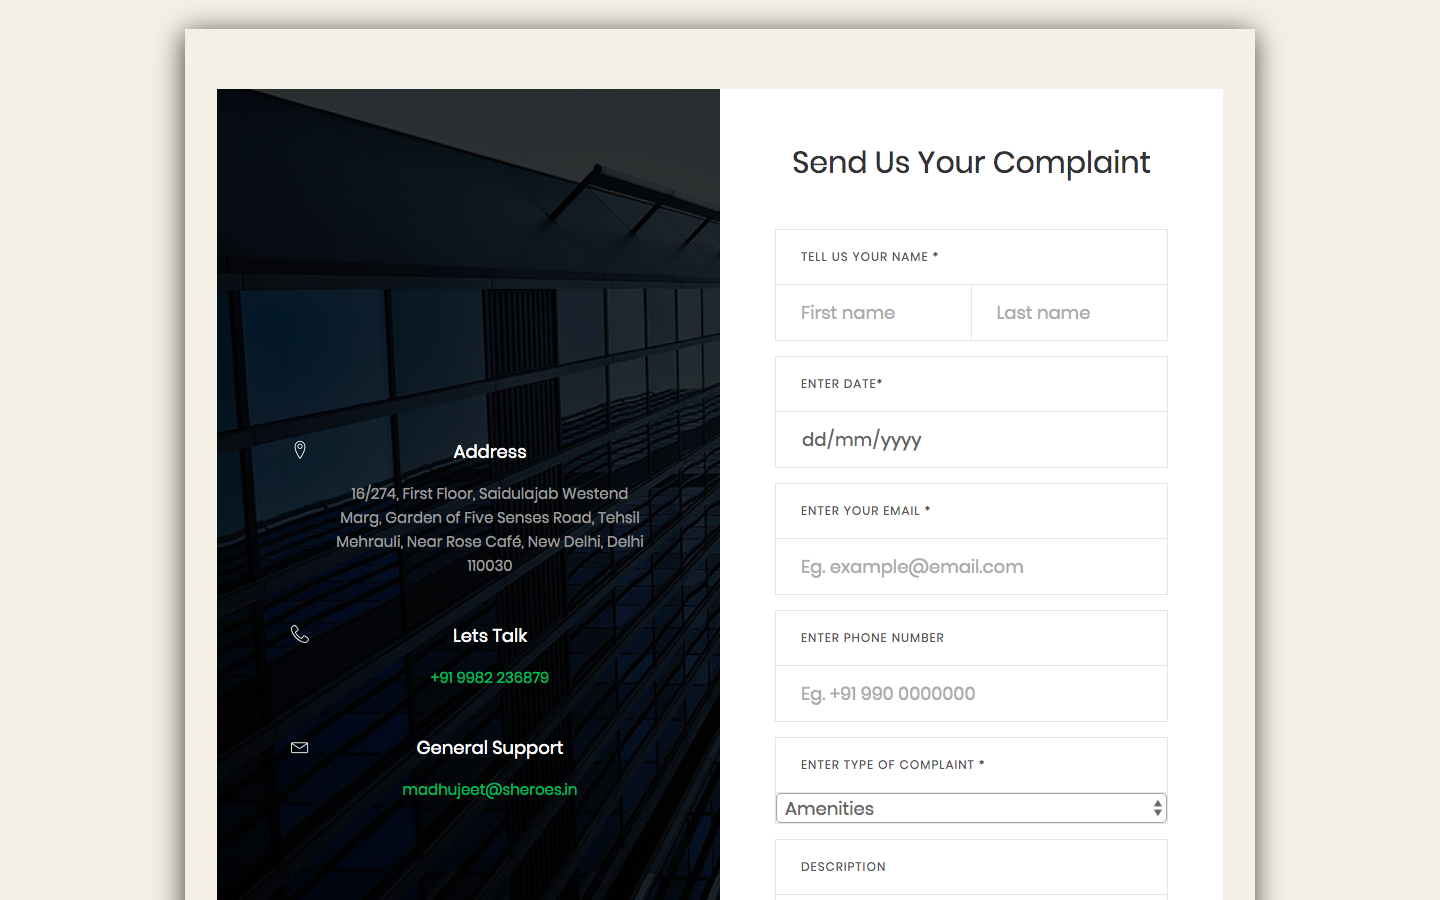 Address
16/274, First Floor, Saidulajab Westend
Marg, Garden of Five Senses Road, Tehsil
Mehrauli, Near Rose Café, New Delhi, Delhi
110030
Lets Talk
+91 9982 236879
General Support
madhujeet@sheroes.in
Send Us Your Complaint
TELL US YOUR NAME *
First name
Last name
ENTER DATE*
dd/mm/yyyy
ENTER YOUR EMAIL *
Eg. example@email.com
ENTER PHONE NUMBER
Eg. +91 990 0000000
ENTER TYPE OF COMPLAINT *
Amenities
DESCRIPTION